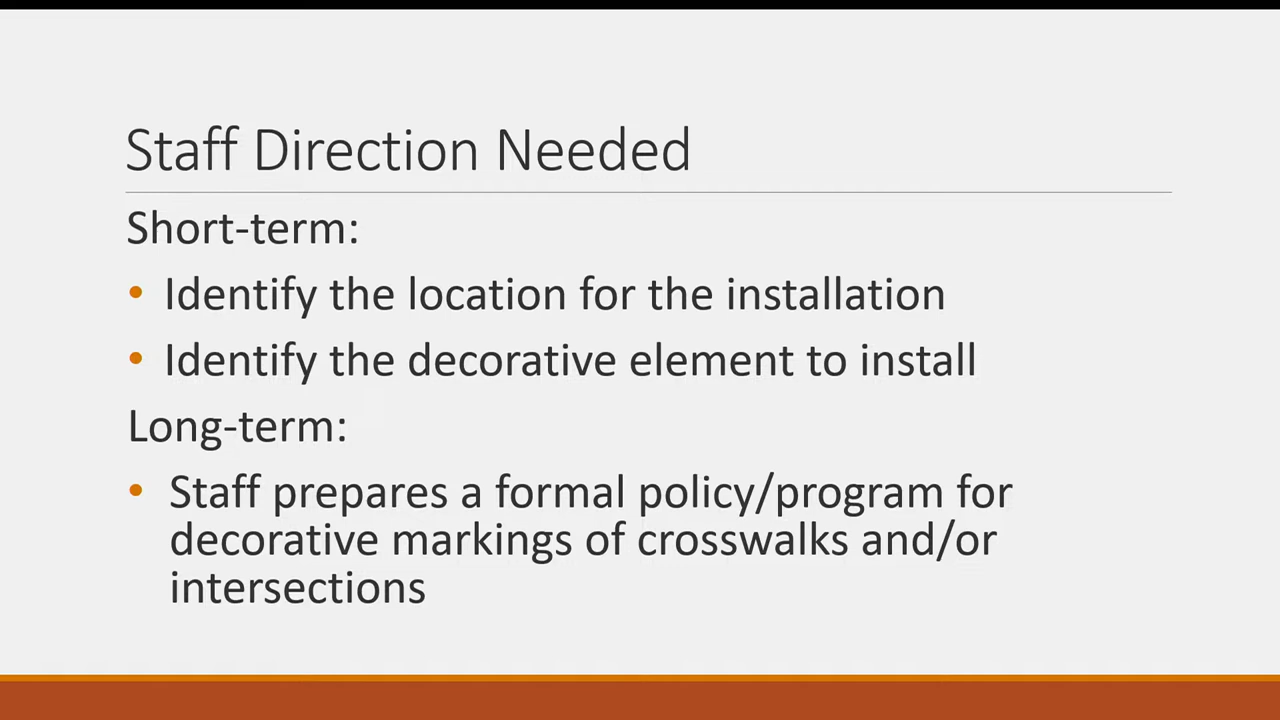 Staff Direction Needed
Short-term:
• Identify the location for the installation
• Identify the decorative element to install
Long-term:
• Staff prepares a formal policy/program for
decorative markings of crosswalks and/or
intersections